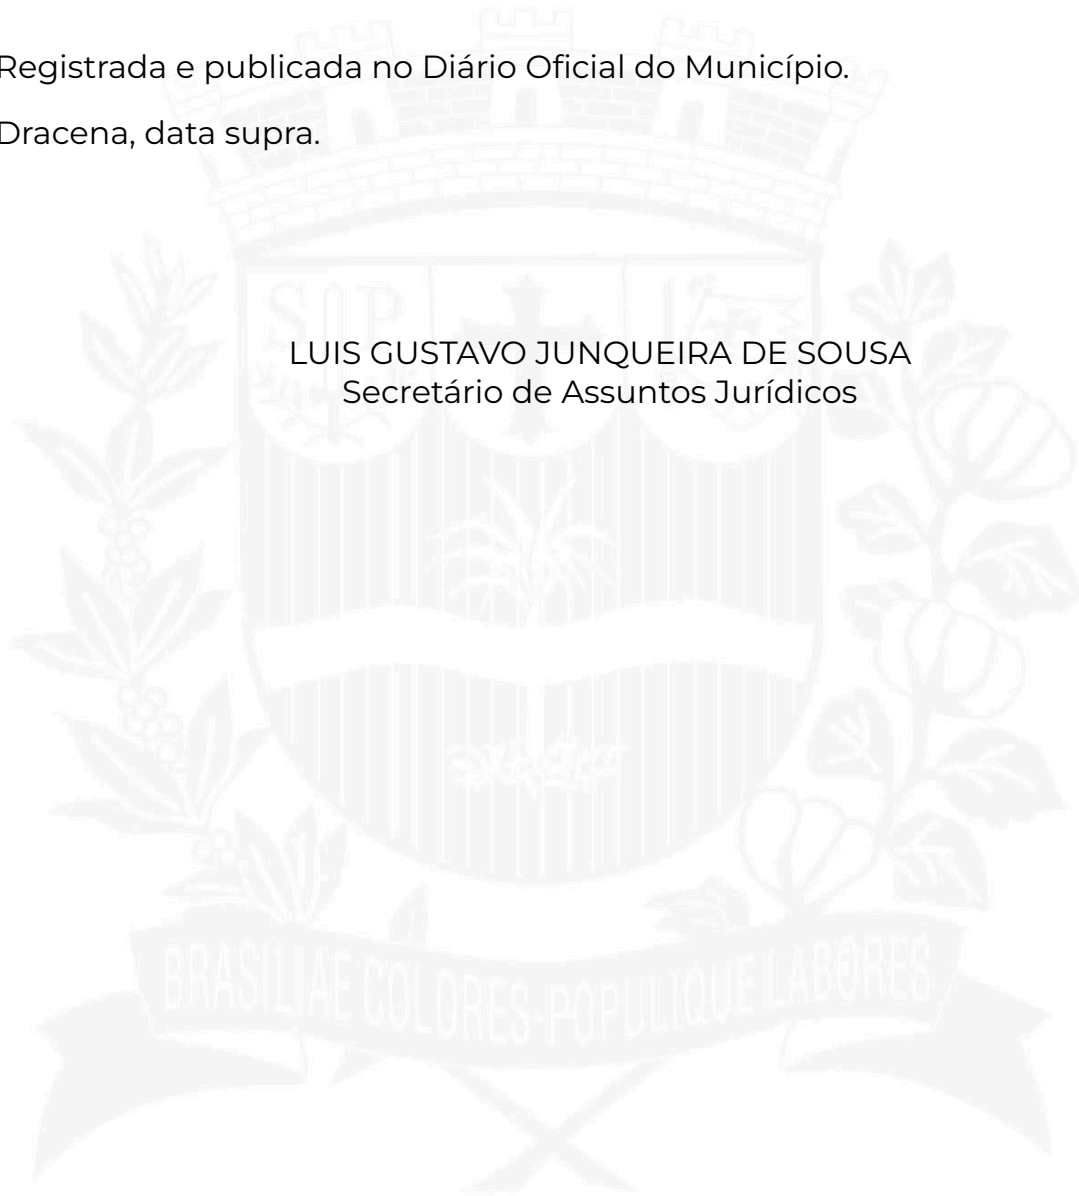 Registrada e publicada no Diário Oficial do Município.
Dracena, data supra.
SP
LUIS GUSTAVO JUNQUEIRA DE SOUSA
Secretário de Assuntos Jurídicos
BRASILIAE COLORES-POPULIQUE LABORES